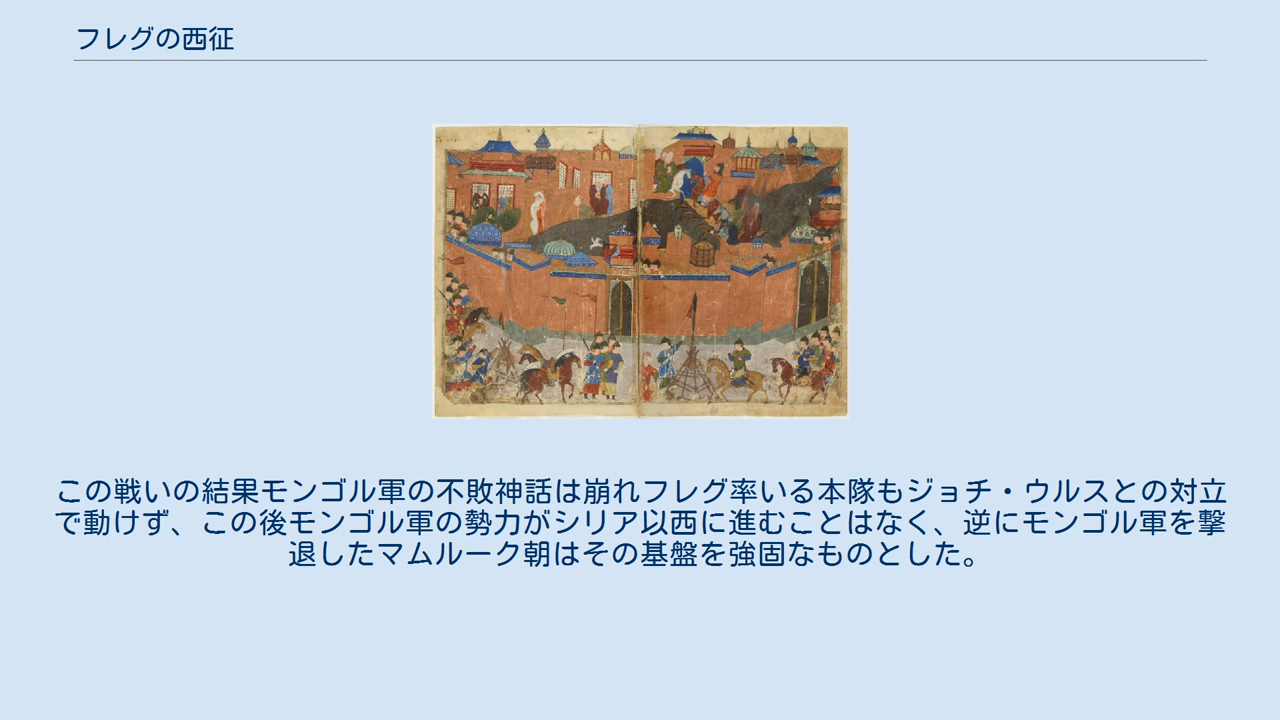 フレグの西征
この戦いの結果モンゴル軍の不敗神話は崩れフレグ率いる本隊もジョチ・ウルスとの対立
で動けず、この後モンゴル軍の勢力がシリア以西に進むことはなく、逆にモンゴル軍を撃
退したマムルーク朝はその基盤を強固なものとした。